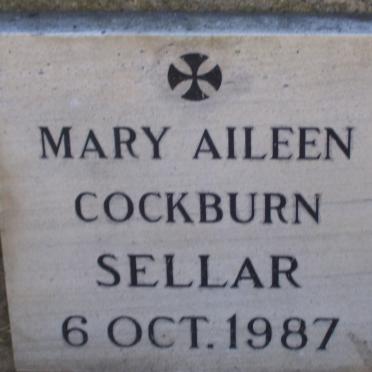 MARY AILEEN
COCKBURN
SELLAR
6 OCT. 1987